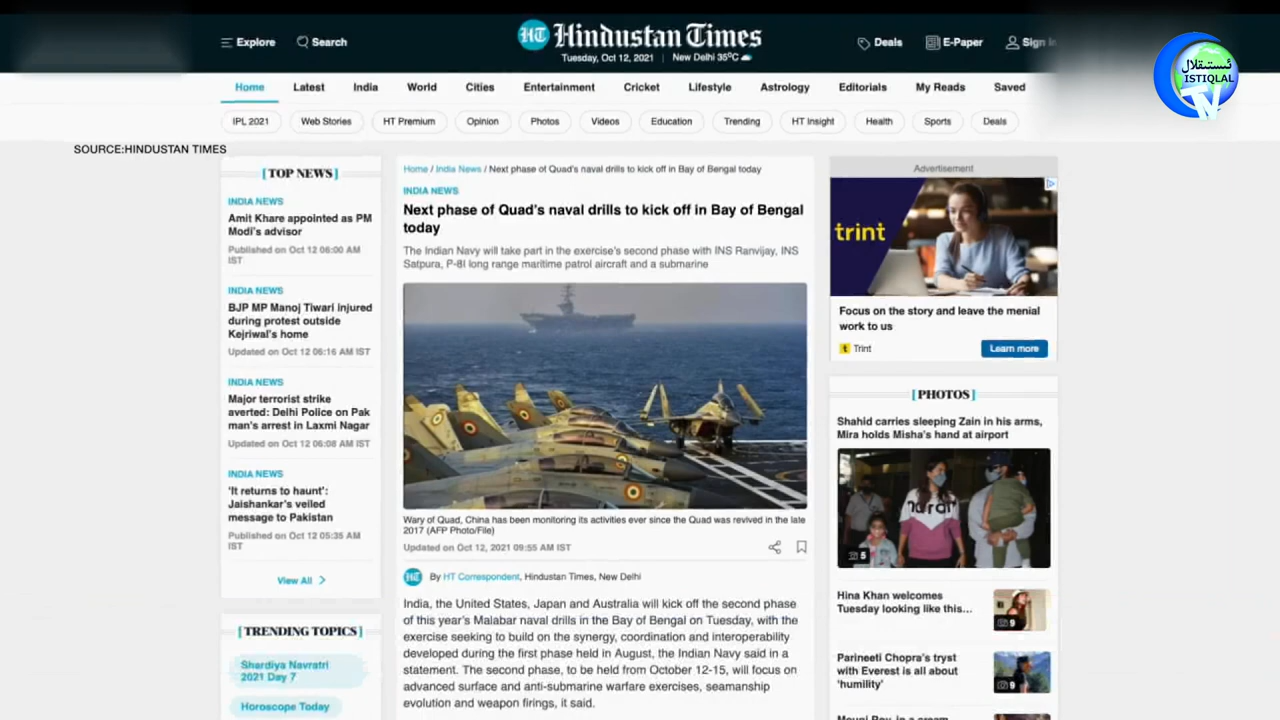 Explore
Search
HT Hindustan Times
Tuesday, Oct 12, 2021 | New Delhi 35ºC
Deals
E-Paper
Sign In
ئىستىقلال
ISTIQLAL
TV
Home
Latest
India
World
Cities
Entertainment
Cricket
Lifestyle
Astrology
Editorials
My Reads
Saved
IPL 2021
Web Stories
HT Premium
Opinion
Photos
Videos
Education
Trending
HT Insight
Health
Sports
Deals
SOURCE:HINDUSTAN TIMES
[TOP NEWS]
INDIA NEWS
Amit Khare appointed as PM
Modi's advisor
Published on Oct 12 06:00 AM
IST
INDIA NEWS
BJP MP Manoj Tiwari injured
during protest outside
Kejriwal's home
Updated on Oct 12 06:16 AM IST
INDIA NEWS
Major terrorist strike
averted: Delhi Police on Pak
man's arrest in Laxmi Nagar
Updated on Oct 12 06:08 AM IST
INDIA NEWS
'It returns to haunt':
Jaishankar's veiled
message to Pakistan
Published on Oct 12 05:35 AM
IST
View All
[TRENDING TOPICS]
Shardiya Navratri
2021 Day 7
Horoscope Today
Home / India News / Next phase of Quad's naval drills to kick off in Bay of Bengal today
INDIA NEWS
Next phase of Quad's naval drills to kick off in Bay of Bengal
today
The Indian Navy will take part in the exercise's second phase with INS Ranvijay, INS
Satpura, P-8I long range maritime patrol aircraft and a submarine
Wary of Quad, China has been monitoring its activities ever since the Quad was revived in the late
2017 (AFP Photo/File)
Updated on Oct 12, 2021 09:55 AM IST
HT By HT Correspondent, Hindustan Times, New Delhi
India, the United States, Japan and Australia will kick off the second phase
of this year's Malabar naval drills in the Bay of Bengal on Tuesday, with the
exercise seeking to build on the synergy, coordination and interoperability
developed during the first phase held in August, the Indian Navy said in a
statement. The second phase, to be held from October 12-15, will focus on
advanced surface and anti-submarine warfare exercises, seamanship
evolution and weapon firings, it said.
Advertisement
trint
Focus on the story and leave the menial
work to us
Trint
Learn more
[PHOTOS]
Shahid carries sleeping Zain in his arms,
Mira holds Misha's hand at airport
5
Hina Khan welcomes
Tuesday looking like this...
9
Parineeti Chopra's tryst
with Everest is all about
'humility'
9